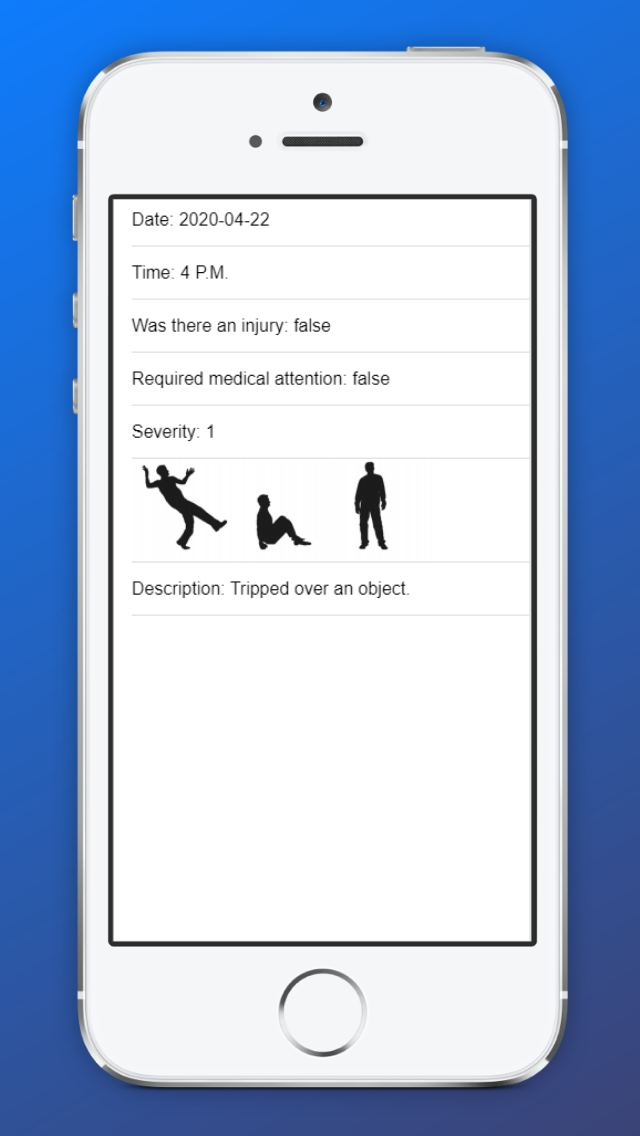 Date: 2020-04-22
Time: 4 P.M.
Was there an injury: false
Required medical attention: false
Severity: 1
Description: Tripped over an object.